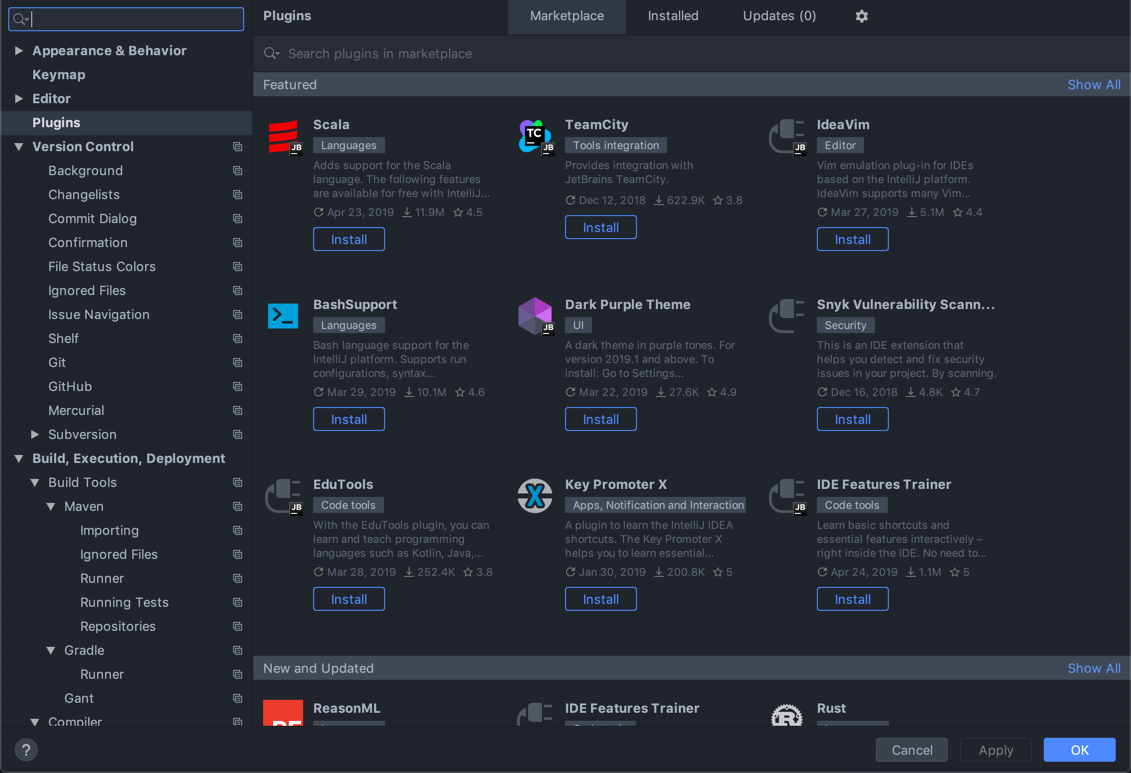 Appearance & Behavior
Keymap
Editor
Plugins
Version Control
Background
Changelists
Commit Dialog
Confirmation
File Status Colors
Ignored Files
Issue Navigation
Shelf
Git
GitHub
Mercurial
Subversion
Build, Execution, Deployment
Build Tools
Maven
Importing
Ignored Files
Runner
Running Tests
Repositories
Gradle
Runner
Gant
Compiler
Plugins
Marketplace
Installed
Updates (0)
Search plugins in marketplace
Featured
Show All
Scala
JB
Languages
Adds support for the Scala
language. The following features
are available for free with IntelliJ...
Apr 23, 2019 11.9M 4.5
Install
TeamCity
TC
JB
Tools integration
Provides integration with
JetBrains TeamCity.
Dec 12, 2018 622.9K 3.8
Install
IdeaVim
JB
Editor
Vim emulation plug-in for IDEs
based on the IntelliJ platform.
IdeaVim supports many Vim...
Mar 27, 2019 5.1M 4.4
Install
BashSupport
Languages
Bash language support for the
IntelliJ platform. Supports run
configurations, syntax...
Mar 29, 2019 10.1M 4.6
Install
Dark Purple Theme
JB
UI
A dark theme in purple tones. For
version 2019.1 and above. To
install: Go to Settings...
Mar 22, 2019 27.6K 4.9
Install
Snyk Vulnerability Scann...
Security
This is an IDE extension that
helps you detect and fix security
issues in your project. By scanning.
Dec 16, 2018 4.8K 4.7
Install
EduTools
JB
Code tools
With the EduTools plugin, you can
learn and teach programming
languages such as Kotlin, Java,...
Mar 28, 2019 252.4K 3.8
Install
Key Promoter X
X
Apps, Notification and Interaction
A plugin to learn the IntelliJ IDEA
shortcuts. The Key Promoter X
helps you to learn essential...
Jan 30, 2019 200.8K 5
Install
IDE Features Trainer
JB
Code tools
Learn basic shortcuts and
essential features interactively –
right inside the IDE. No need to...
Apr 24, 2019 1.1M 5
Install
New and Updated
Show All
ReasonML
RE
IDE Features Trainer
Rust
R
?
Cancel
Apply
OK